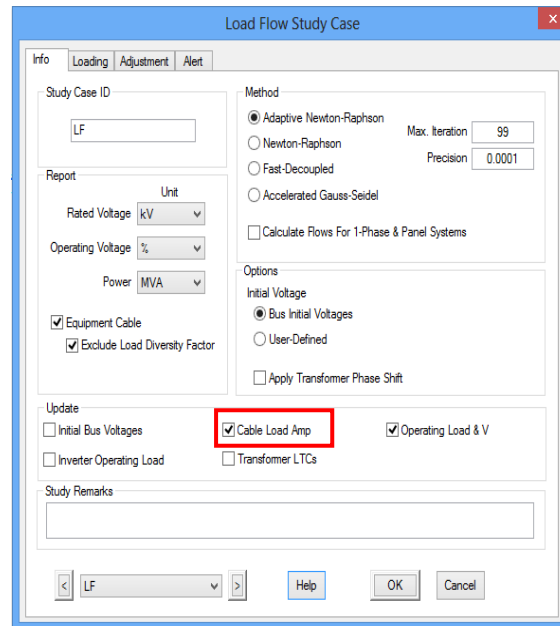 Load Flow Study Case
x
Info Loading Adjustment Alert
Study Case ID
LF
Method
Adaptive Newton-Raphson
Newton-Raphson
Fast-Decoupled
Accelerated Gauss-Seidel
Max. Iteration 99
Precision 0.0001
Calculate Flows For 1-Phase & Panel Systems
Report
Unit
Rated Voltage kV
Operating Voltage %
Power MVA
Equipment Cable
Exclude Load Diversity Factor
Options
Initial Voltage
Bus Initial Voltages
User-Defined
Apply Transformer Phase Shift
Update
Initial Bus Voltages Cable Load Amp Operating Load & V
Inverter Operating Load Transformer LTCs
Study Remarks
< LF > Help OK Cancel